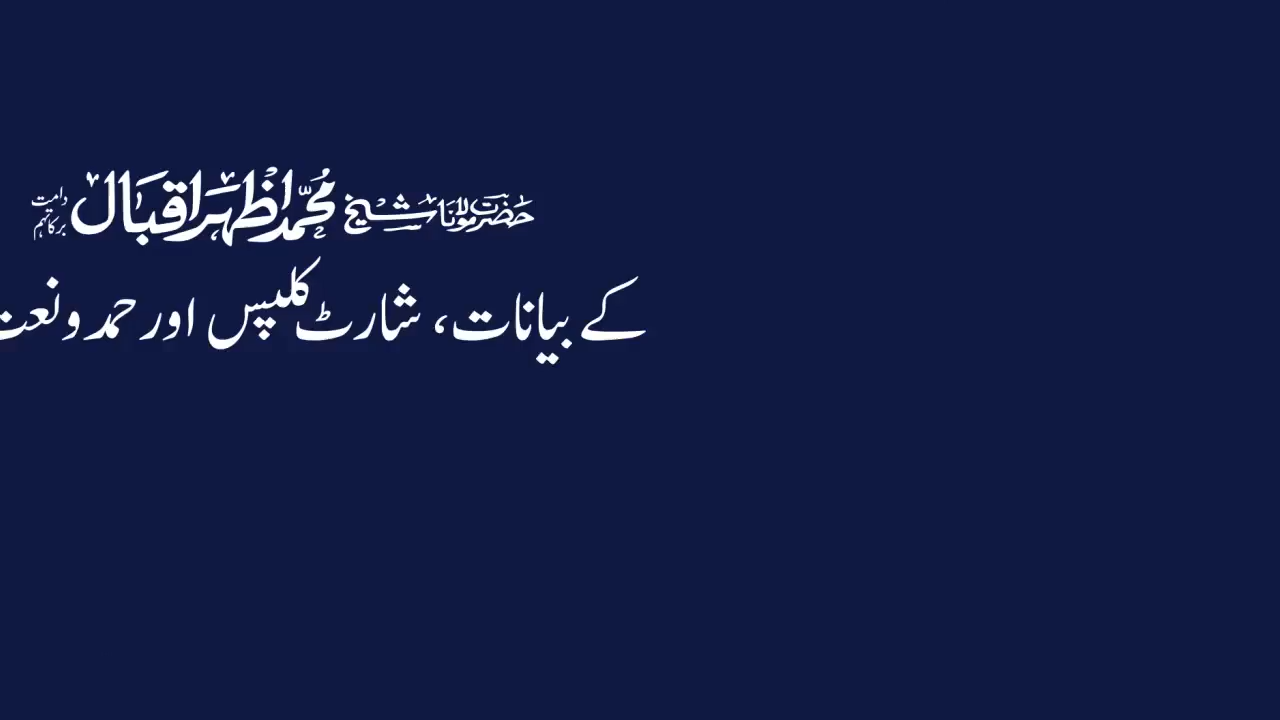 حضرت مولانا شیخ محمد اظہر اقبال دامت برکاتہم
کے بیانات، شارٹ کلپس اور حمد و نعت